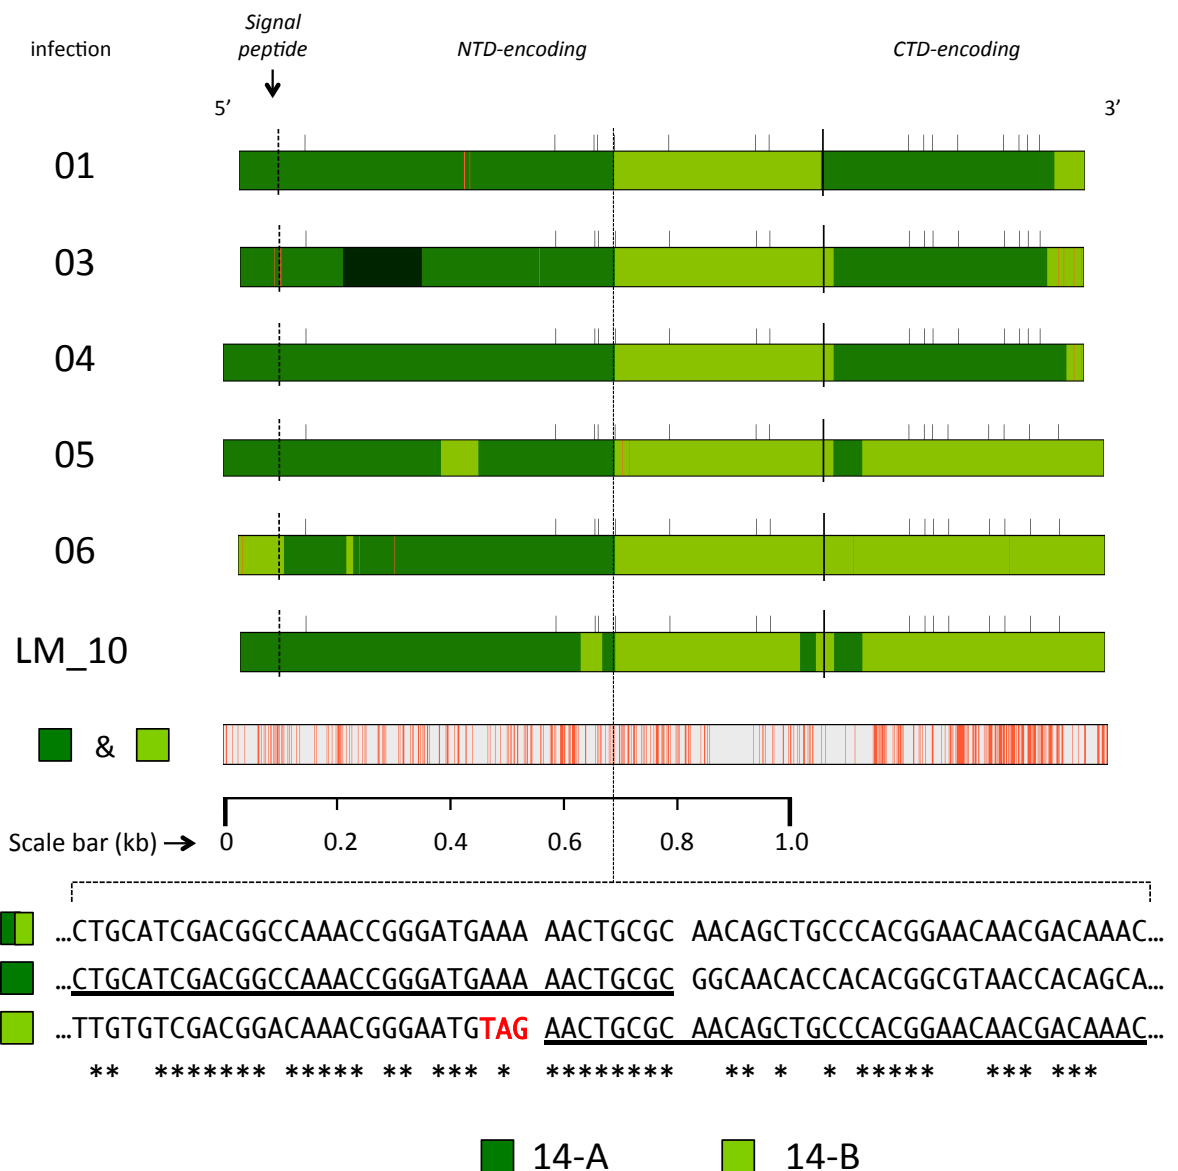 infection
Signal
peptide
NTD-encoding
CTD-encoding
5’
3’
01
03
04
05
06
LM_10
&
Scale bar (kb)
0 0.2 0.4 0.6 0.8 1.0
…CTGCATCGACGGCCAAACCGGGATGAAA AACTGCGC AACAGCTGCCCACGGAACAACGACAAAC…
…CTGCATCGACGGCCAAACCGGGATGAAA AACTGCGC GGCAACACCACACGGCGTAACCACAGCA…
…TTGTGTCGACGGACAAACGGGAATGTAG AACTGCGC AACAGCTGCCCACGGAACAACGACAAAC…
** ******* ***** ** *** * ******** ** * * ***** *** ***
14-A 14-B